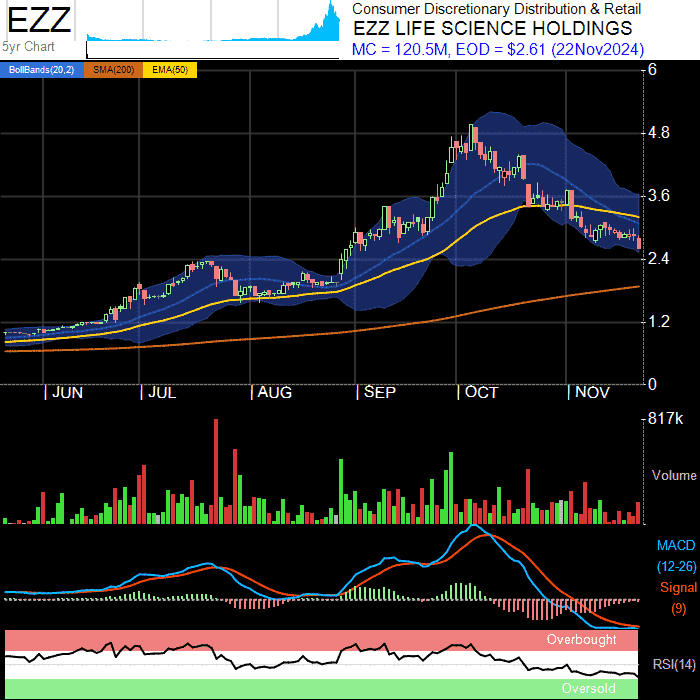 EZZ
5yr Chart
Consumer Discretionary Distribution & Retail
EZZ LIFE SCIENCE HOLDINGS
MC = 120.5M, EOD = $2.61 (22Nov2024)
BollBands(20,2) SMA(200) EMA(50)
6
4.8
3.6
2.4
1.2
0
JUN JUL AUG SEP OCT NOV
817k
Volume
MACD
(12-26)
Signal
(9)
Overbought
RSI(14)
Oversold